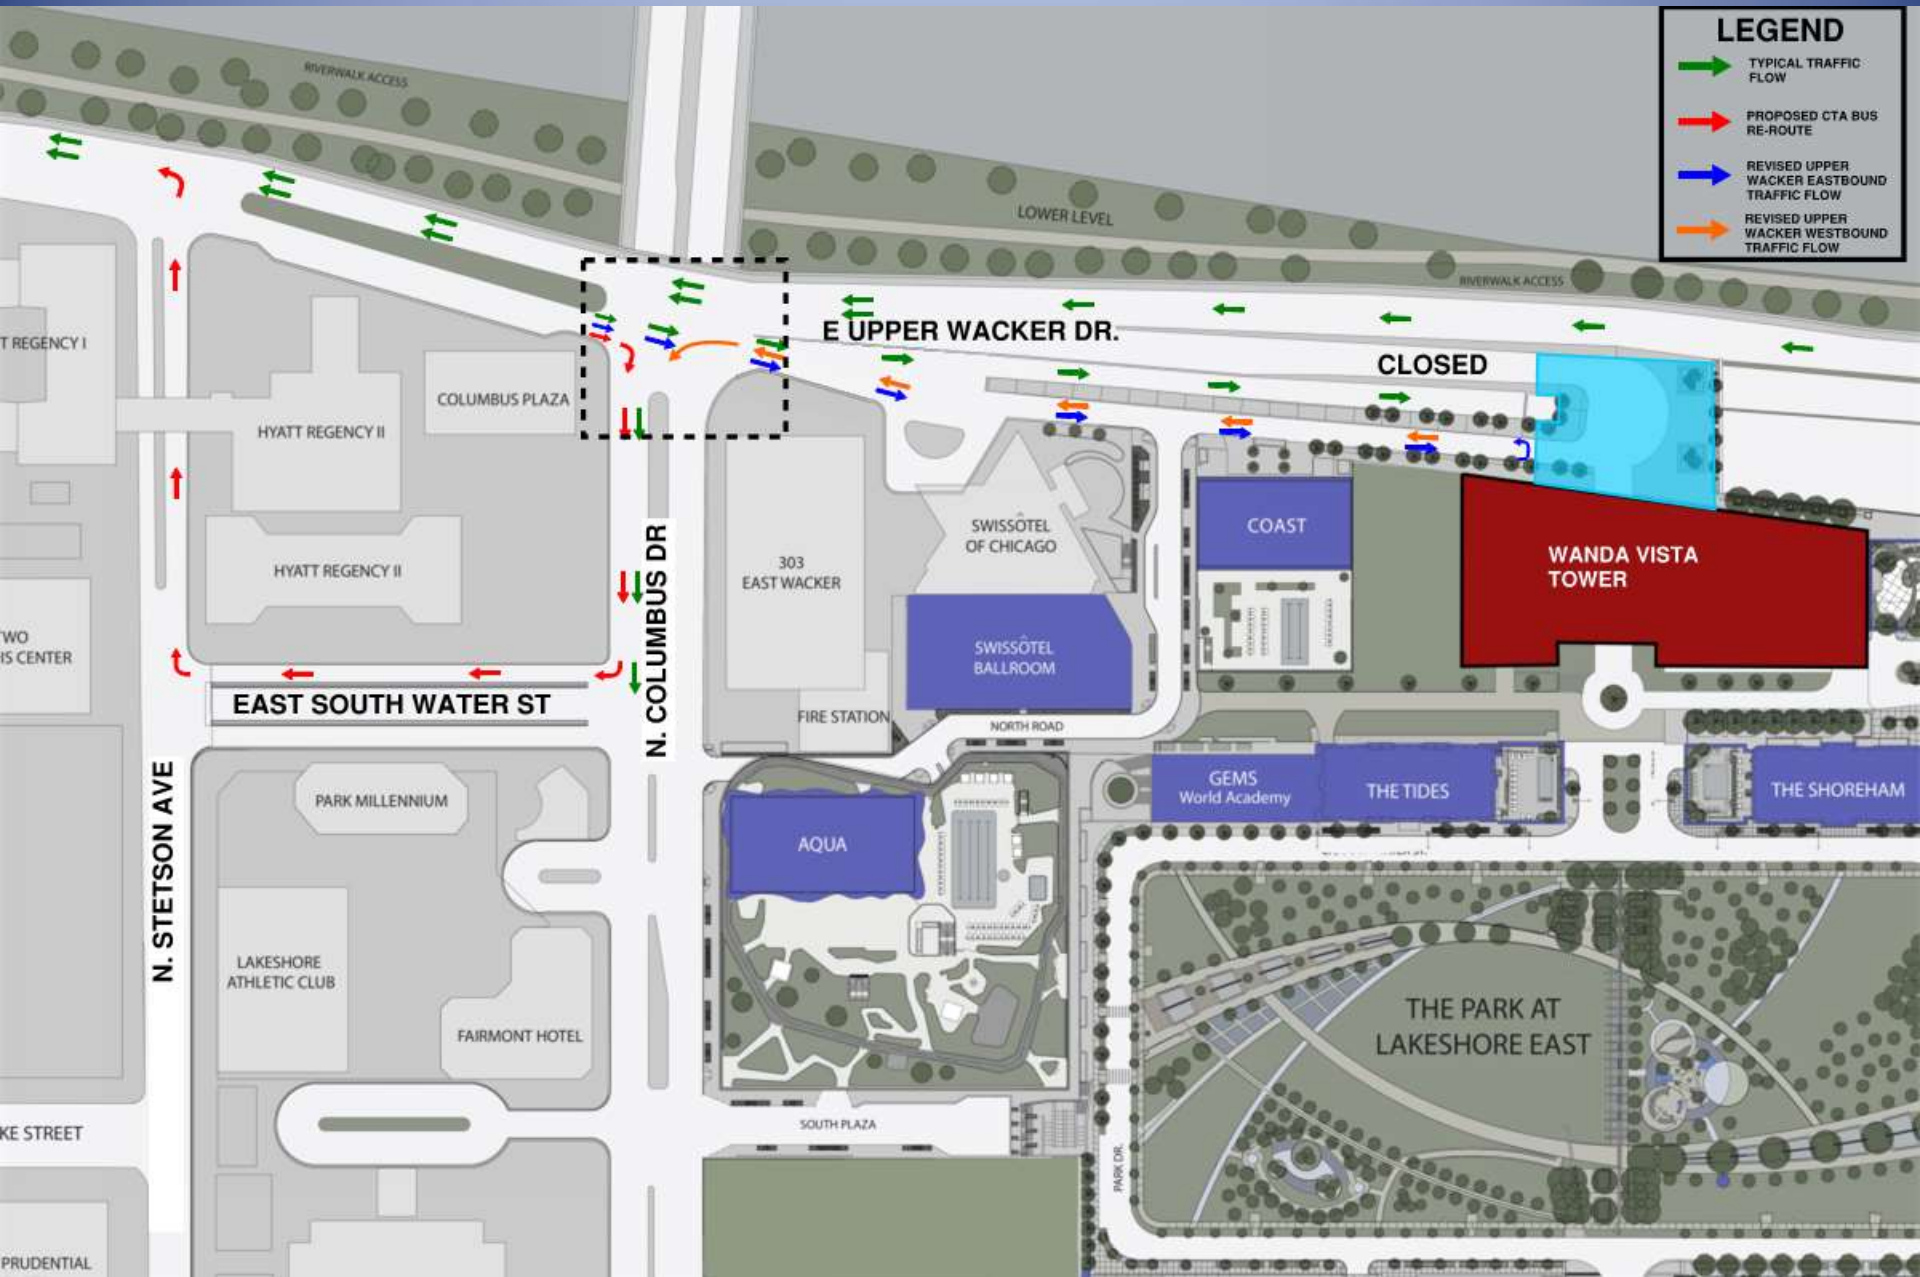 LEGEND
TYPICAL TRAFFIC
FLOW
PROPOSED CTA BUS
RE-ROUTE
REVISED UPPER
WACKER EASTBOUND
TRAFFIC FLOW
REVISED UPPER
WACKER WESTBOUND
TRAFFIC FLOW
RIVERWALK ACCESS
LOWER LEVEL
RIVERWALK ACCESS
E UPPER WACKER DR.
CLOSED
T REGENCY I
COLUMBUS PLAZA
HYATT REGENCY II
HYATT REGENCY II
SWISSÔTEL
OF CHICAGO
COAST
303
EAST WACKER
WANDA VISTA
TOWER
WO
IS CENTER
SWISSÔTEL
BALLROOM
EAST SOUTH WATER ST
N. COLUMBUS DR
FIRE STATION
NORTH ROAD
N. STETSON AVE
PARK MILLENNIUM
GEMS
World Academy
THE TIDES
THE SHOREHAM
AQUA
LAKESHORE
ATHLETIC CLUB
FAIRMONT HOTEL
THE PARK AT
LAKESHORE EAST
KE STREET
SOUTH PLAZA
PARK DR.
PRUDENTIAL